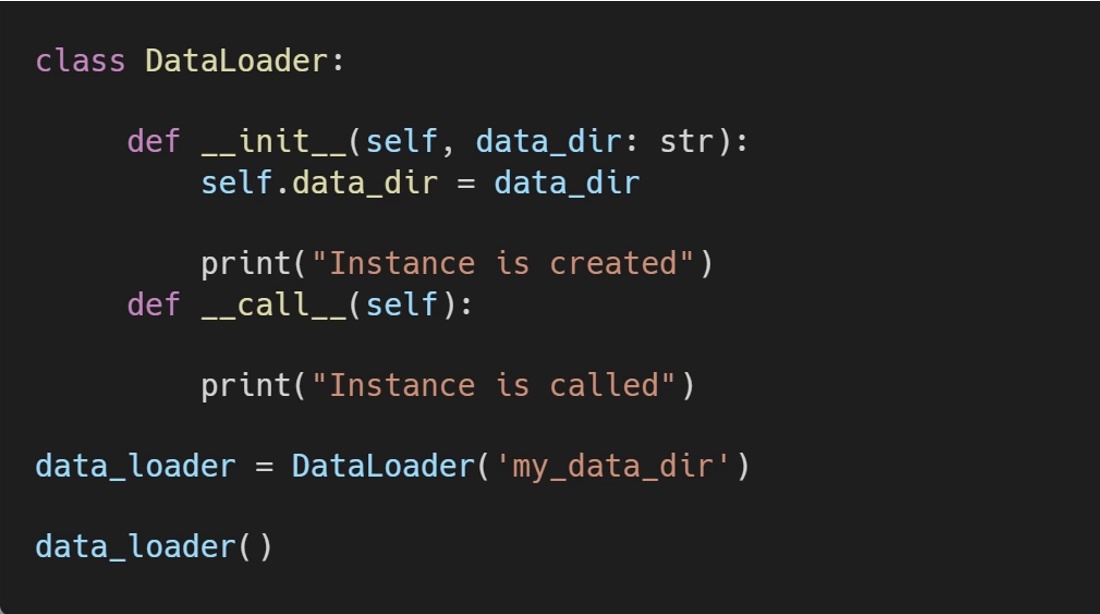 class DataLoader:
def __init__(self, data_dir: str):
self.data_dir = data_dir
print("Instance is created")
def __call__(self):
print("Instance is called")
data_loader = DataLoader('my_data_dir')
data_loader()